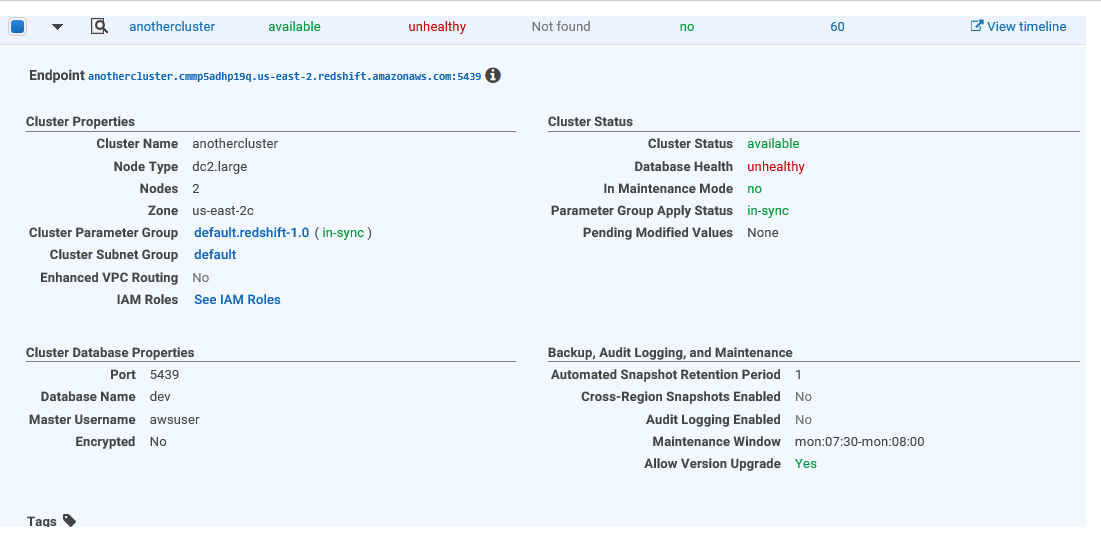 anothercluster available unhealthy Not found no 60 View timeline
Endpoint anothercluster.cmmp5adhp19q.us-east-2.redshift.amazonaws.com:5439
Cluster Properties
Cluster Name anothercluster
Node Type dc2.large
Nodes 2
Zone us-east-2c
Cluster Parameter Group default.redshift-1.0 ( in-sync )
Cluster Subnet Group default
Enhanced VPC Routing No
IAM Roles See IAM Roles
Cluster Status
Cluster Status available
Database Health unhealthy
In Maintenance Mode no
Parameter Group Apply Status in-sync
Pending Modified Values None
Cluster Database Properties
Port 5439
Database Name dev
Master Username awsuser
Encrypted No
Backup, Audit Logging, and Maintenance
Automated Snapshot Retention Period 1
Cross-Region Snapshots Enabled No
Audit Logging Enabled No
Maintenance Window mon:07:30-mon:08:00
Allow Version Upgrade Yes
Tags